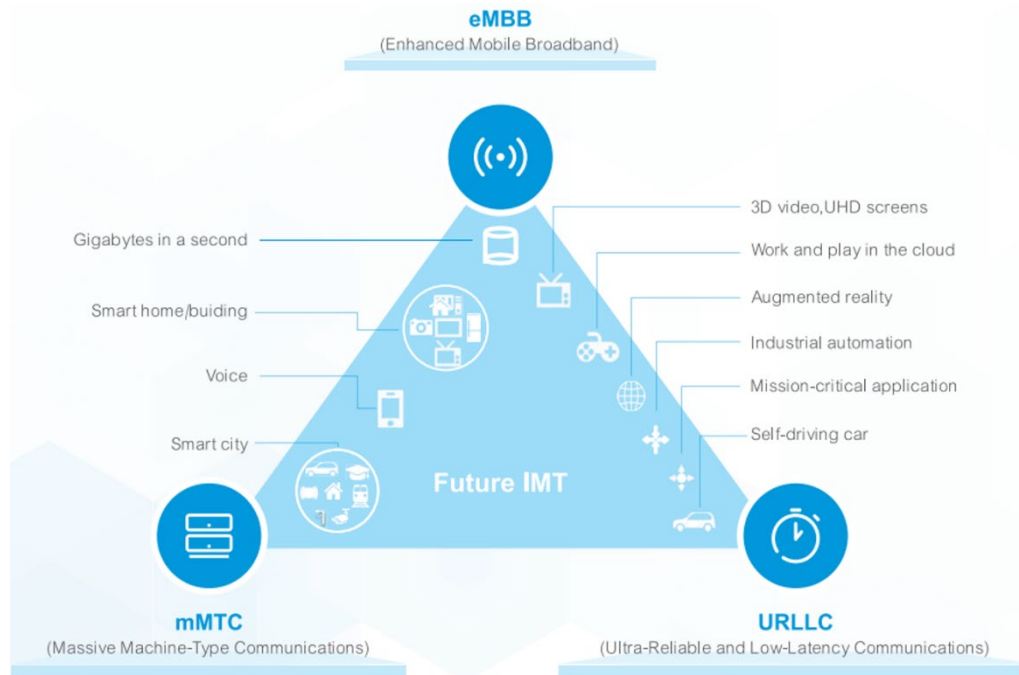 eMBB
(Enhanced Mobile Broadband)
Gigabytes in a second
Smart home/buiding
Voice
Smart city
3D video,UHD screens
Work and play in the cloud
Augmented reality
Industrial automation
Mission-critical application
Self-driving car
Future IMT
mMTC
(Massive Machine-Type Communications)
URLLC
(Ultra-Reliable and Low-Latency Communications)